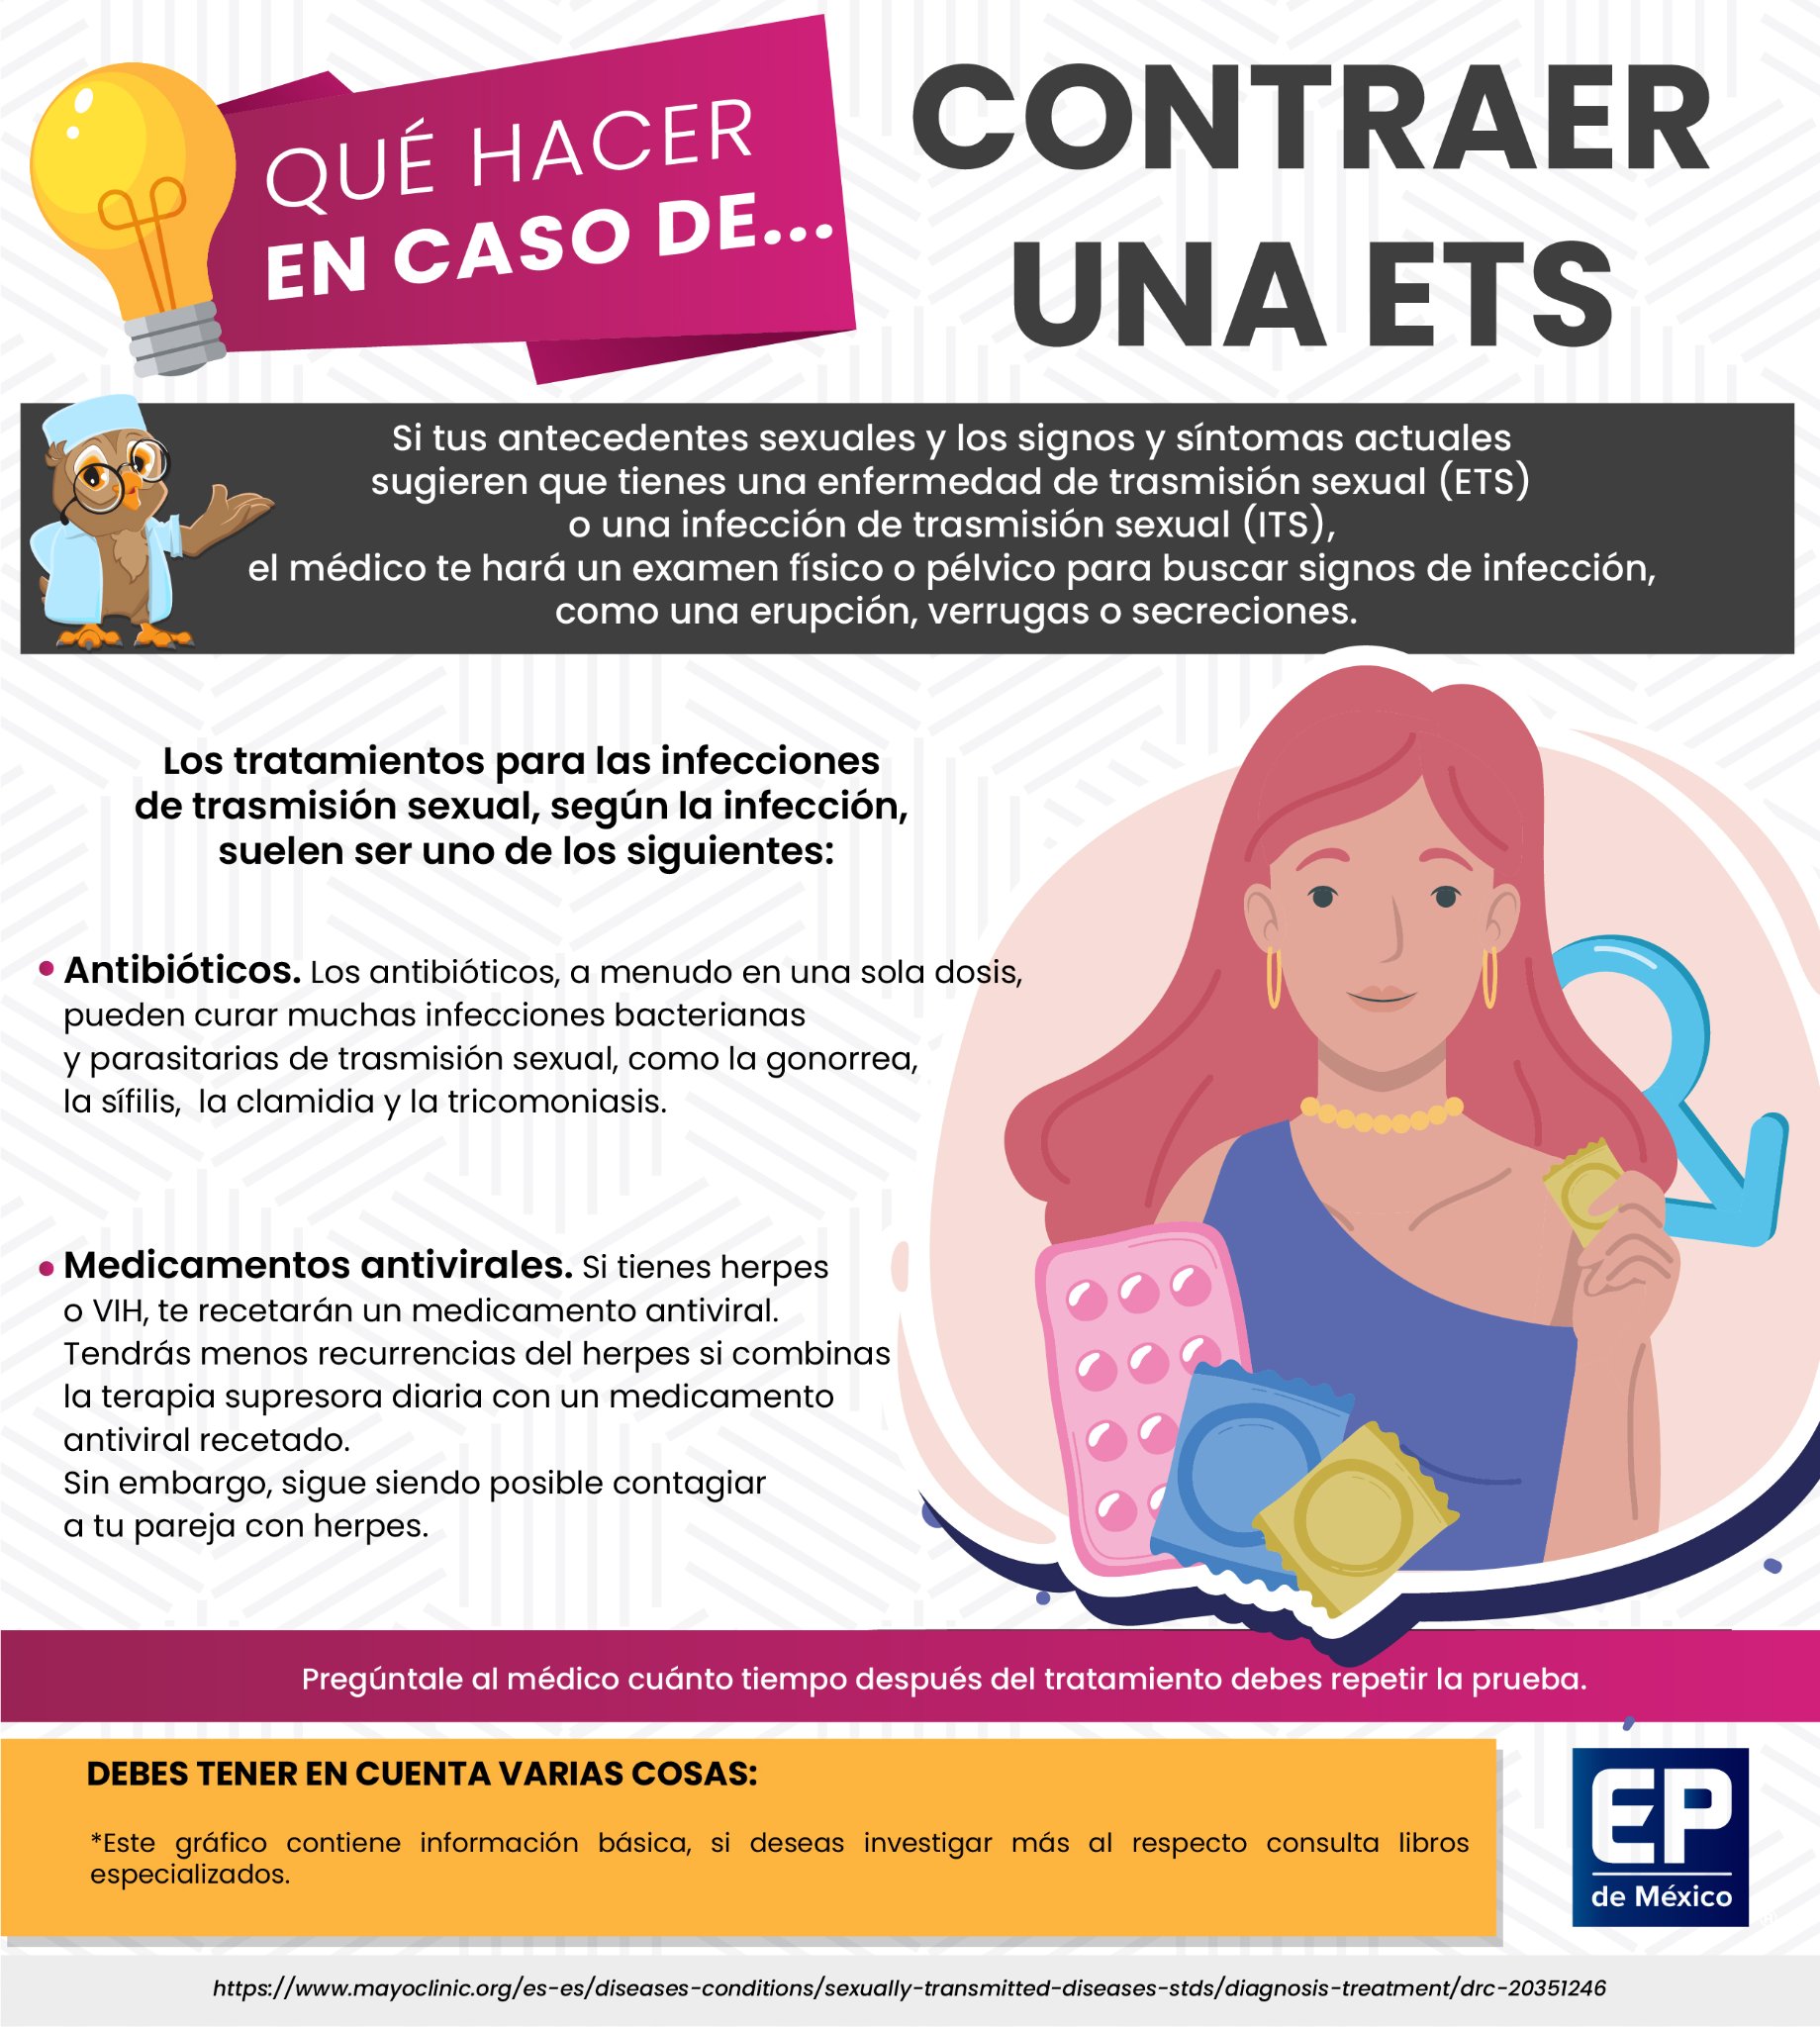 QUÉ HACER
EN CASO DE...
CONTRAER
UNA ETS
Si tus antecedentes sexuales y los signos y síntomas actuales
sugieren que tienes una enfermedad de trasmisión sexual (ETS)
o una infección de trasmisión sexual (ITS),
el médico te hará un examen físico o pélvico para buscar signos de infección,
como una erupción, verrugas o secreciones.
Los tratamientos para las infecciones
de trasmisión sexual, según la infección,
suelen ser uno de los siguientes:
• Antibióticos. Los antibióticos, a menudo en una sola dosis,
pueden curar muchas infecciones bacterianas
y parasitarias de trasmisión sexual, como la gonorrea,
la sífilis, la clamidia y la tricomoniasis.
• Medicamentos antivirales. Si tienes herpes
o VIH, te recetarán un medicamento antiviral.
Tendrás menos recurrencias del herpes si combinas
la terapia supresora diaria con un medicamento
antiviral recetado.
Sin embargo, sigue siendo posible contagiar
a tu pareja con herpes.
Pregúntale al médico cuánto tiempo después del tratamiento debes repetir la prueba.
DEBES TENER EN CUENTA VARIAS COSAS:
*Este gráfico contiene información básica, si deseas investigar más al respecto consulta libros
especializados.
EP
de México
https://www.mayoclinic.org/es-es/diseases-conditions/sexually-transmitted-diseases-stds/diagnosis-treatment/drc-20351246